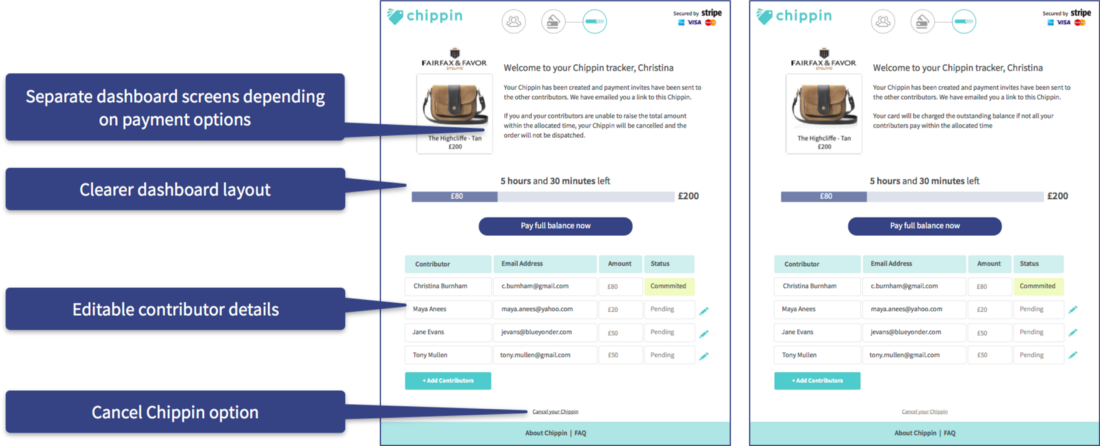 Separate dashboard screens depending
on payment options
Clearer dashboard layout
Editable contributor details
Cancel Chippin option
chippin
Secured by stripe
VISA
FAIRFAX & FAVOR
The Highcliffe - Tan
£200
Welcome to your Chippin tracker, Christina
Your Chippin has been created and payment invites have been sent to
the other contributors. We have emailed you a link to this Chippin.
If you and your contributors are unable to raise the total amount
within the allocated time, your Chippin will be cancelled and the
order will not be dispatched.
5 hours and 30 minutes left
£80 £200
Pay full balance now
Contributor Email Address Amount Status
Christina Burnham c.burnham@gmail.com £80 Commmited
Maya Anees maya.anees@yahoo.com £20 Pending
Jane Evans jevans@blueyonder.com £50 Pending
Tony Mullen tony.mullen@gmail.com £50 Pending
+ Add Contributors
Cancel your Chippin
About Chippin | FAQ
chippin
Secured by stripe
VISA
FAIRFAX & FAVOR
The Highcliffe - Tan
£200
Welcome to your Chippin tracker, Christina
Your Chippin has been created and payment invites have been sent to
the other contributors. We have emailed you a link to this Chippin.
Your card will be charged the outstanding balance if not all your
contributers pay within the allocated time
5 hours and 30 minutes left
£80 £200
Pay full balance now
Contributor Email Address Amount Status
Christina Burnham c.burnham@gmail.com £80 Commmited
Maya Anees maya.anees@yahoo.com £20 Pending
Jane Evans jevans@blueyonder.com £50 Pending
Tony Mullen tony.mullen@gmail.com £50 Pending
+ Add Contributors
Cancel your Chippin
About Chippin | FAQ